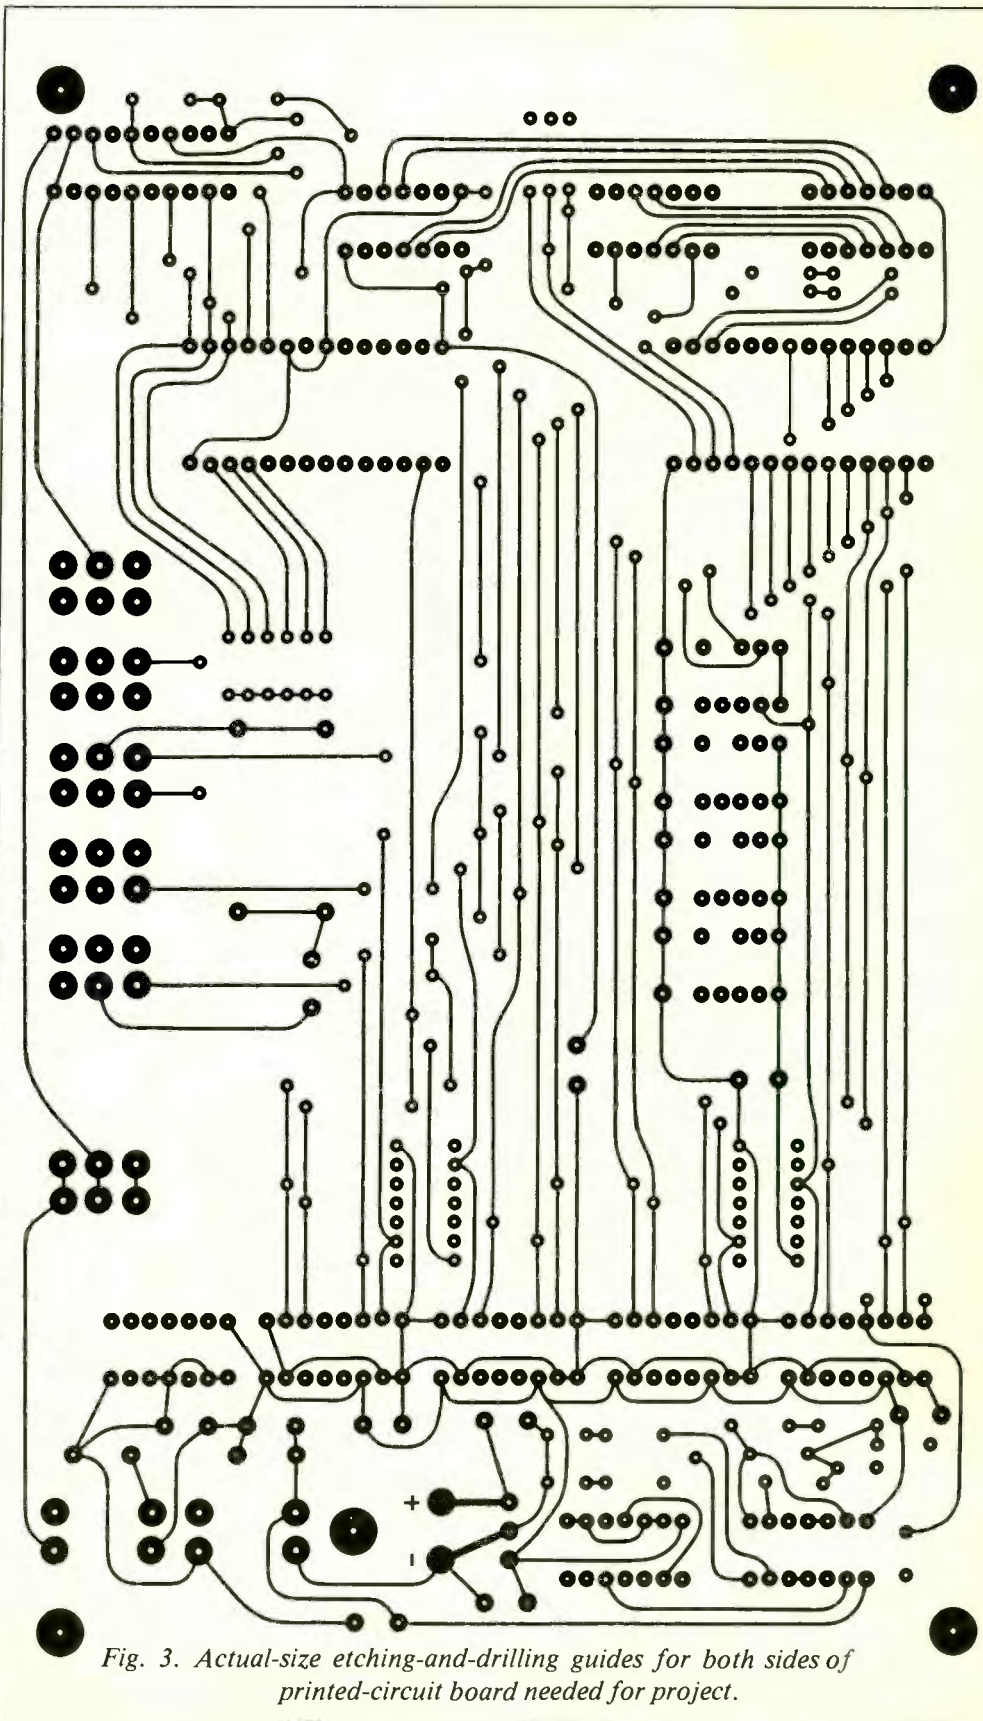 +
-
Fig. 3. Actual-size etching-and-drilling guides for both sides of
printed-circuit board needed for project.